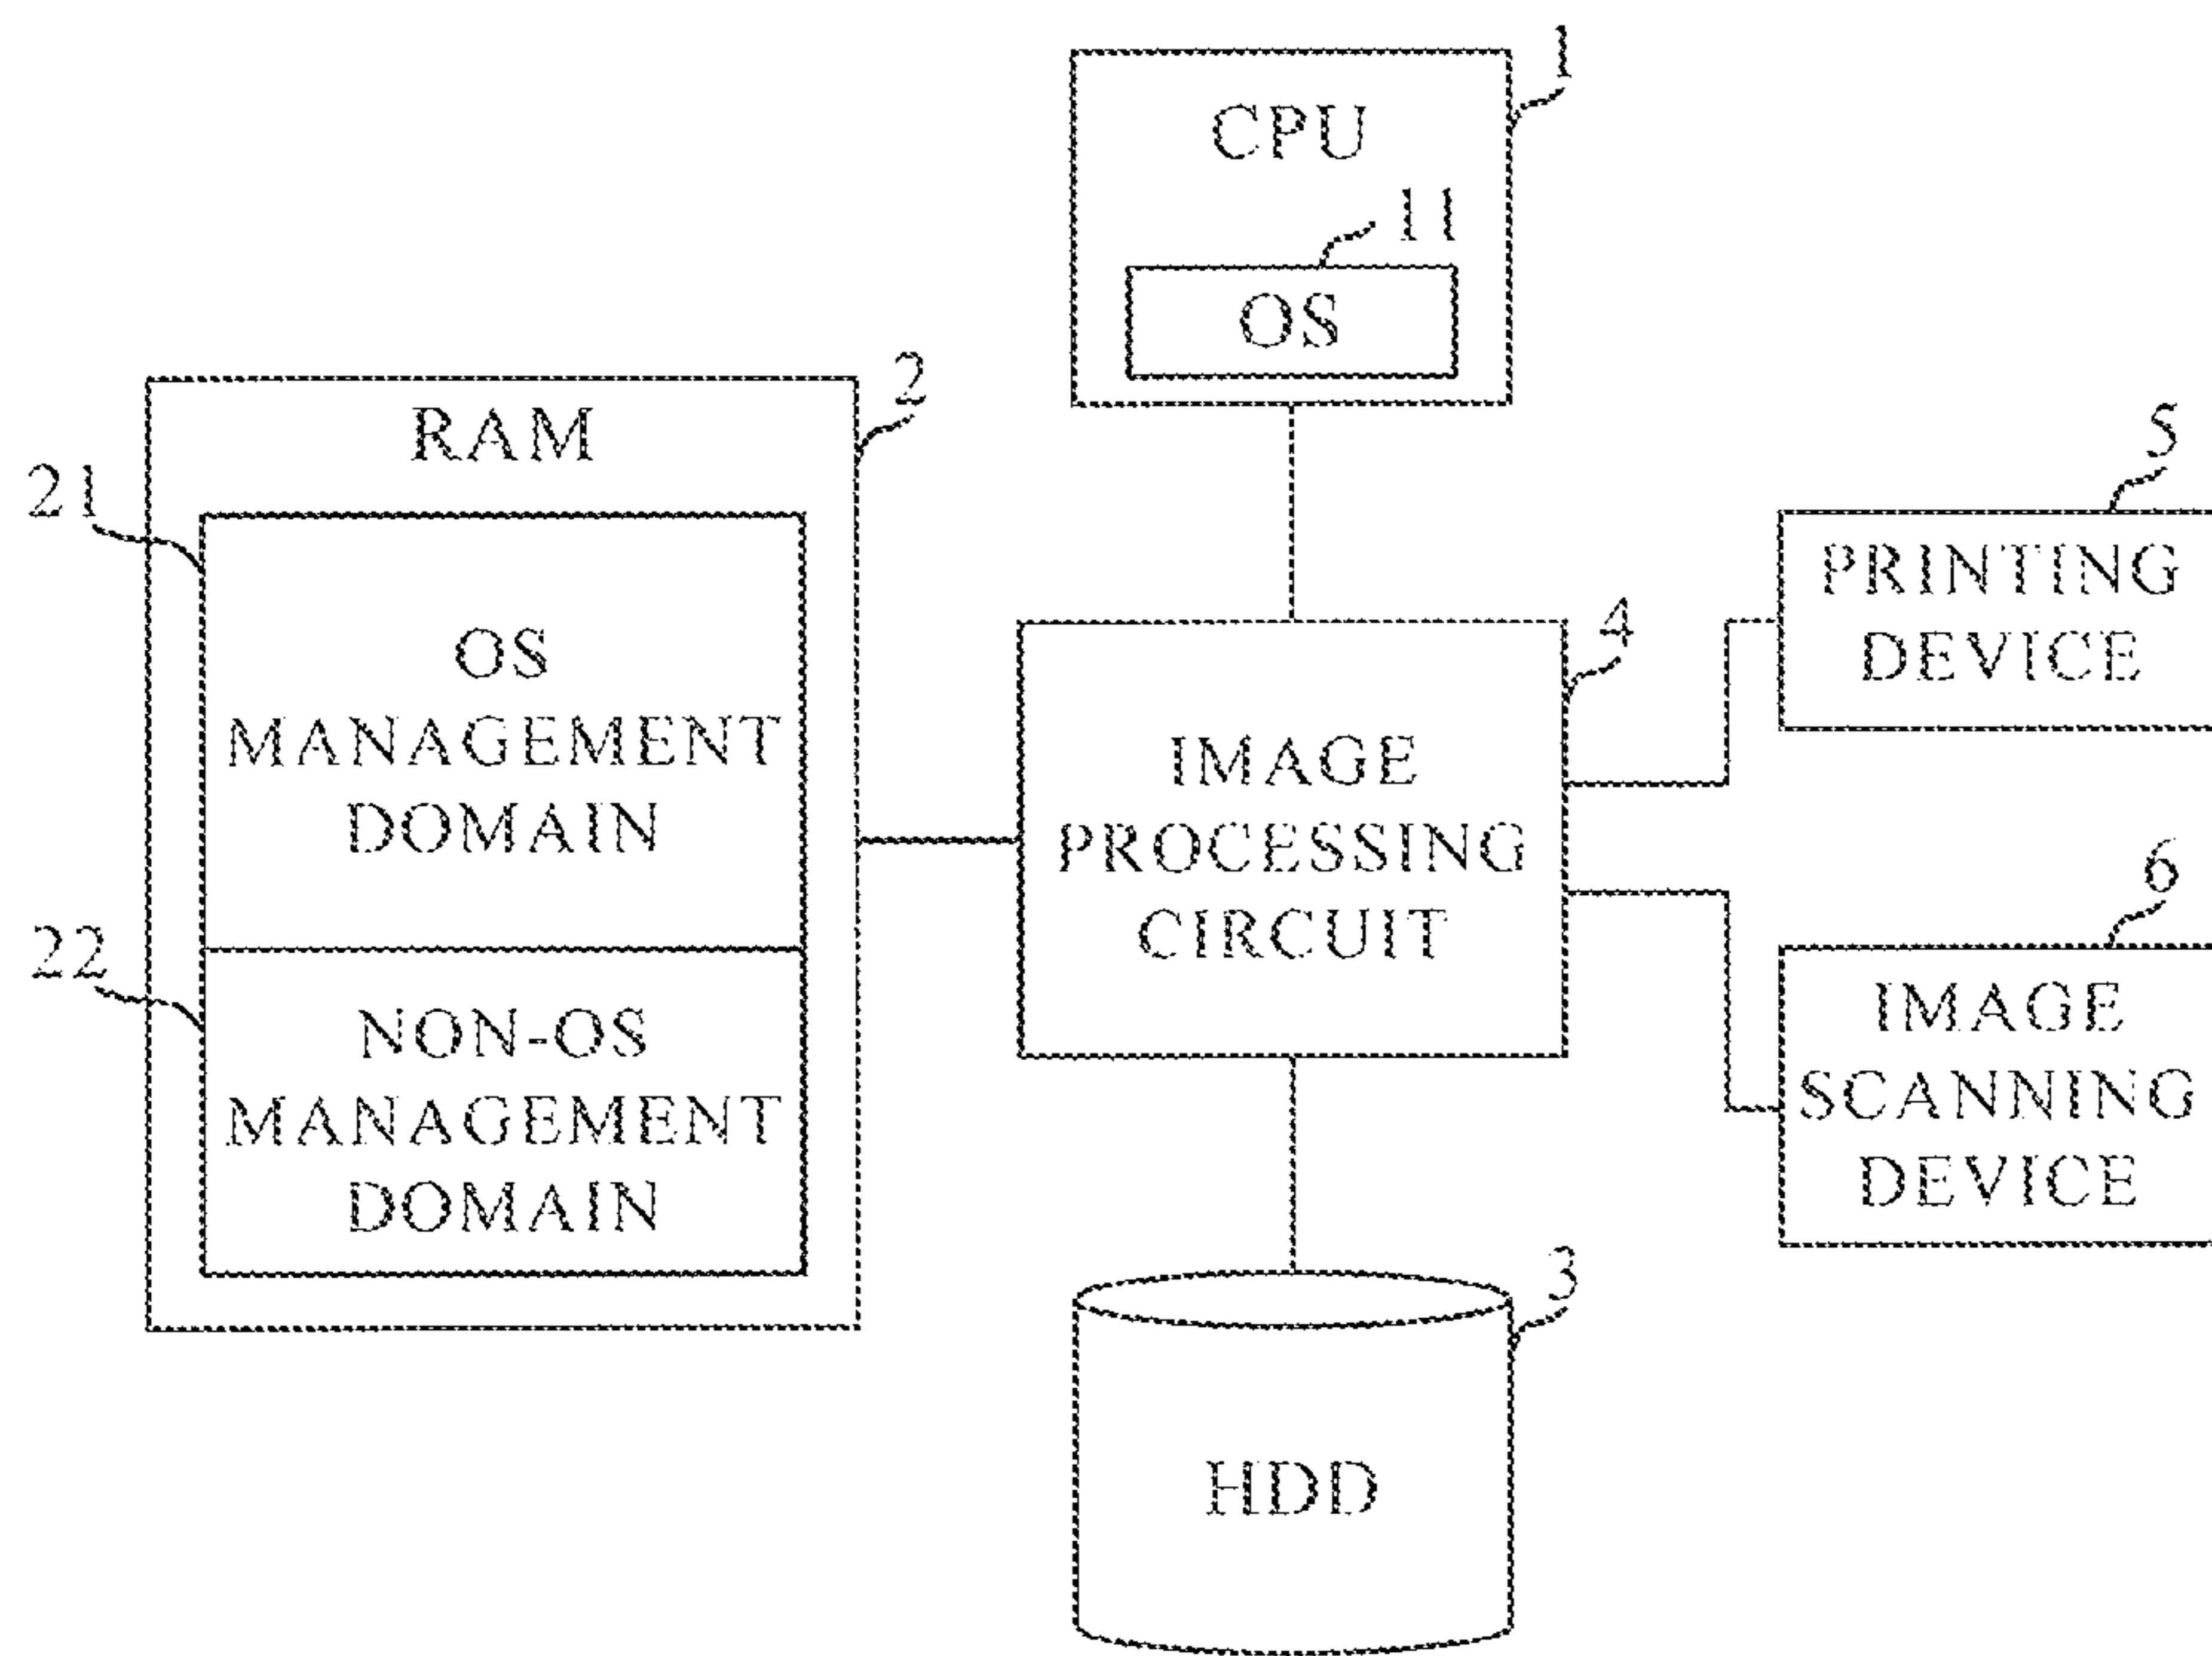 1
CPU
11
OS
2
RAM
21
OS
MANAGEMENT
DOMAIN
22
NON-OS
MANAGEMENT
DOMAIN
4
IMAGE
PROCESSING
CIRCUIT
5
PRINTING
DEVICE
6
IMAGE
SCANNING
DEVICE
3
HDD